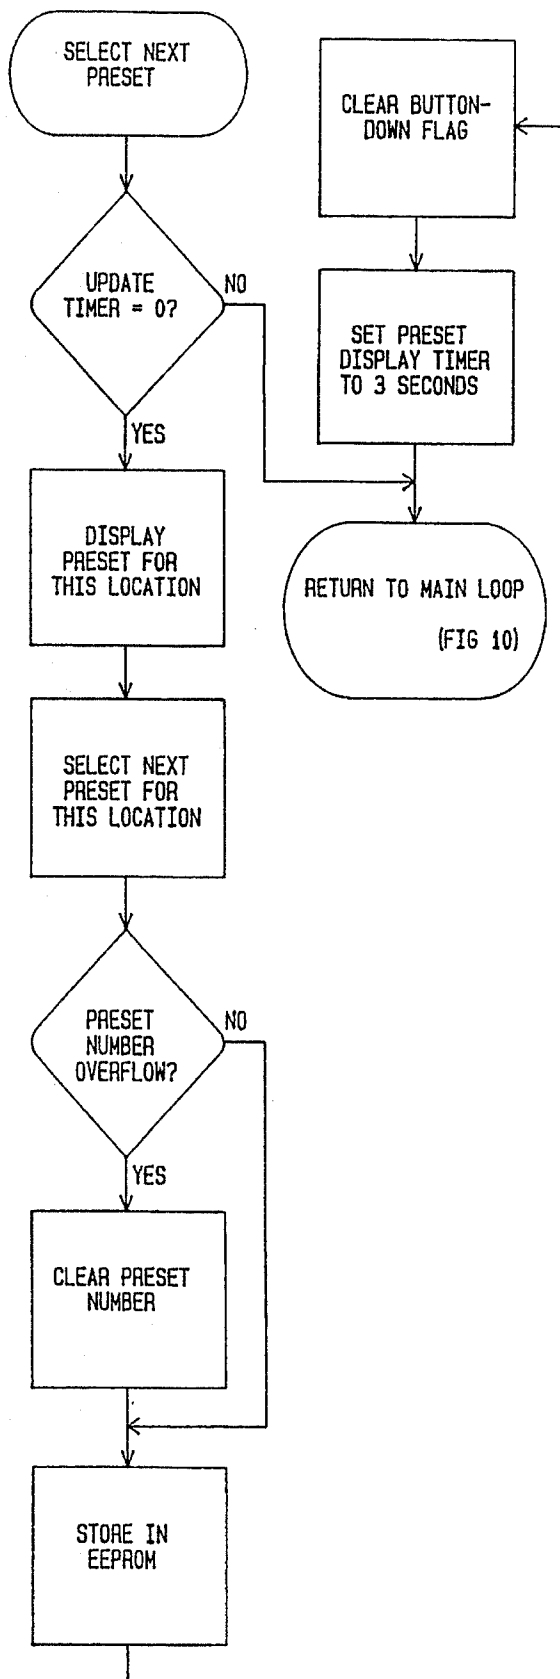 SELECT NEXT
PRESET
UPDATE
TIMER = 0?
NO
YES
DISPLAY
PRESET FOR
THIS LOCATION
SELECT NEXT
PRESET FOR
THIS LOCATION
PRESET
NUMBER
OVERFLOW?
NO
YES
CLEAR PRESET
NUMBER
STORE IN
EEPROM
CLEAR BUTTON-
DOWN FLAG
SET PRESET
DISPLAY TIMER
TO 3 SECONDS
RETURN TO MAIN LOOP
(FIG 10)